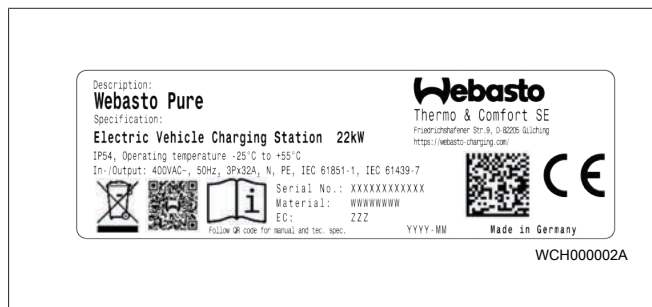 Description:
Webasto Pure
Specification:
Electric Vehicle Charging Station 22kW
IP54, Operating temperature -25°C to +55°C
In-/Output: 400VAC~, 50Hz, 3Px32A, N, PE, IEC 61851-1, IEC 61439-7
Webasto
Thermo & Comfort SE
Friedrichshafener Str.9, D-82205 Gilching
https://webasto-charging.com/
Serial No.: XXXXXXXXXXXX
Material: WWWWWWWW
EC: ZZZ
Follow QR code for manual and tec. spec.
YYYY-MM
CE
Made in Germany
WCH000002A